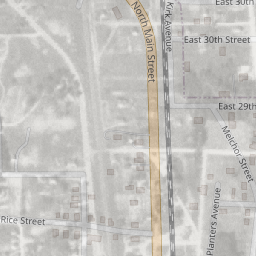 East 30th
Kirk Avenue
North Main Street
East 30th Street
East 29th
Melchor Street
Planters Avenue
Rice Street